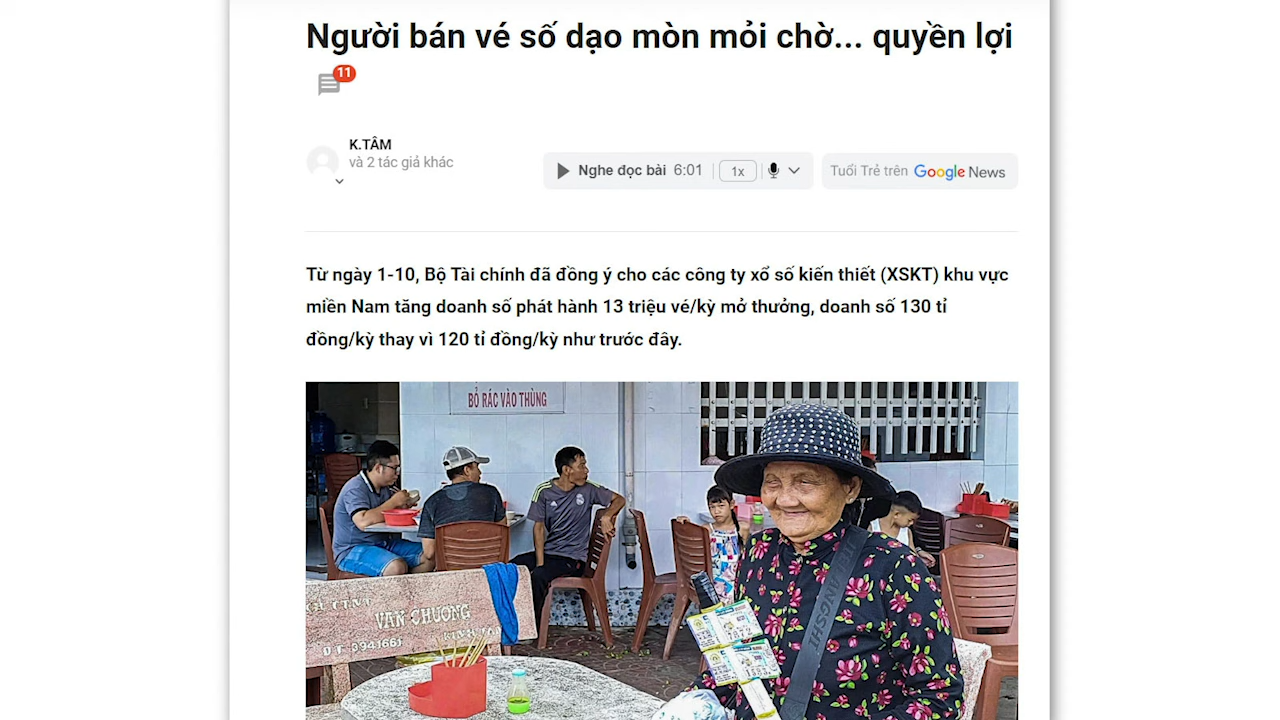 Người bán vé số dạo mòn mỏi chờ... quyền lợi
11
K.TÂM
và 2 tác giả khác
Nghe đọc bài 6:01 1x
Tuổi Trẻ trên Google News
Từ ngày 1-10, Bộ Tài chính đã đồng ý cho các công ty xổ số kiến thiết (XSKT) khu vực
miền Nam tăng doanh số phát hành 13 triệu vé/kỳ mở thưởng, doanh số 130 tỉ
đồng/kỳ thay vì 120 tỉ đồng/kỳ như trước đây.
BỎ RÁC VÀO THÙNG
VAN CHUONG